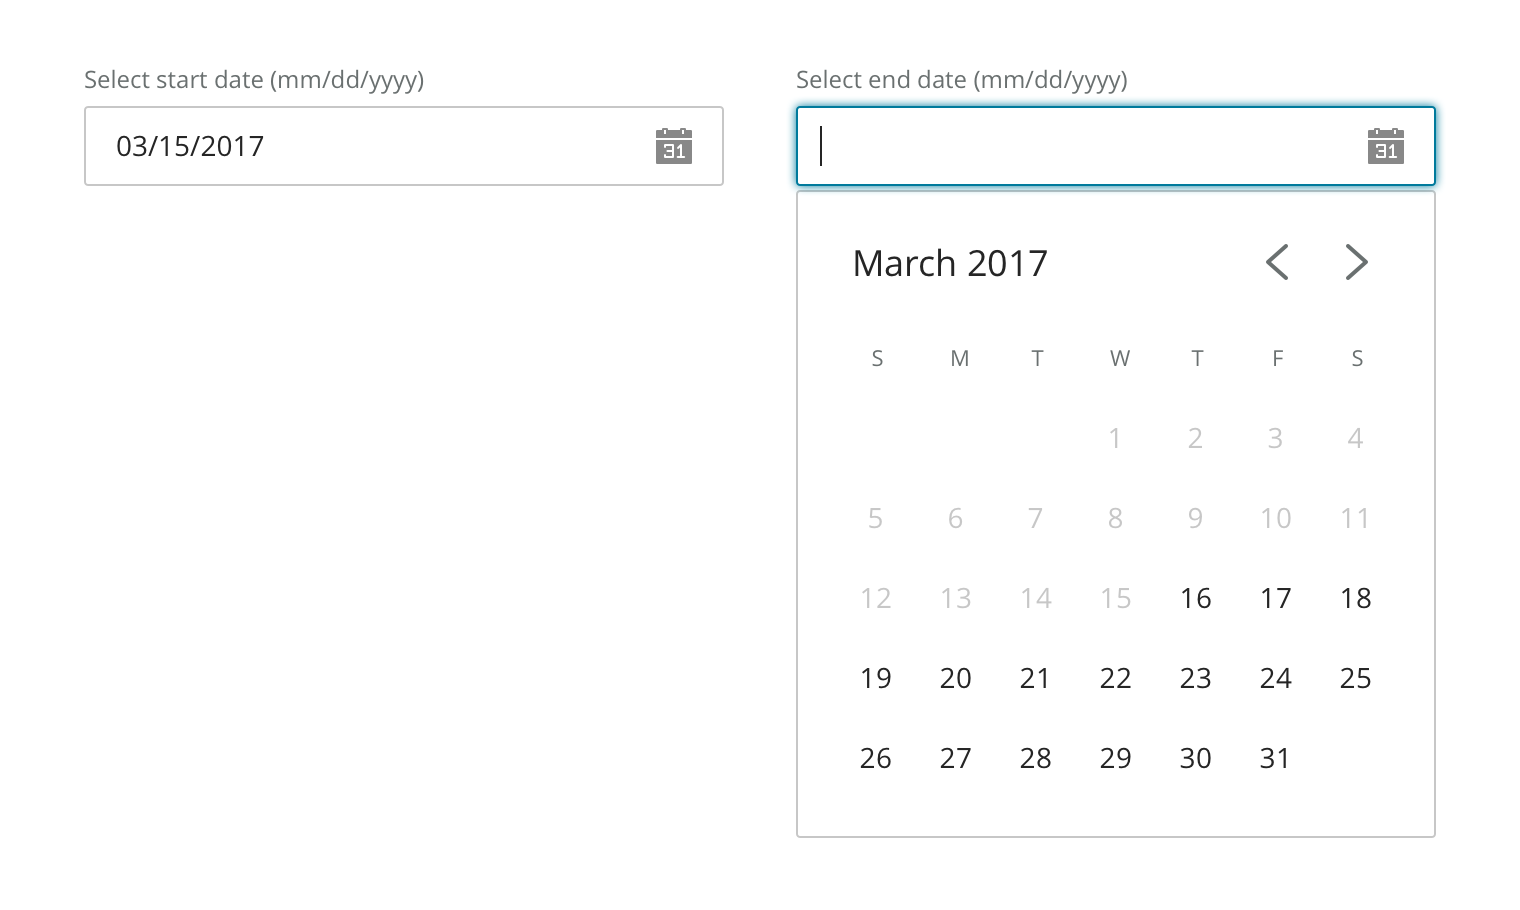 Select start date (mm/dd/yyyy)
03/15/2017
31
Select end date (mm/dd/yyyy)
31
March 2017
S M T W T F S
1 2 3 4
5 6 7 8 9 10 11
12 13 14 15 16 17 18
19 20 21 22 23 24 25
26 27 28 29 30 31